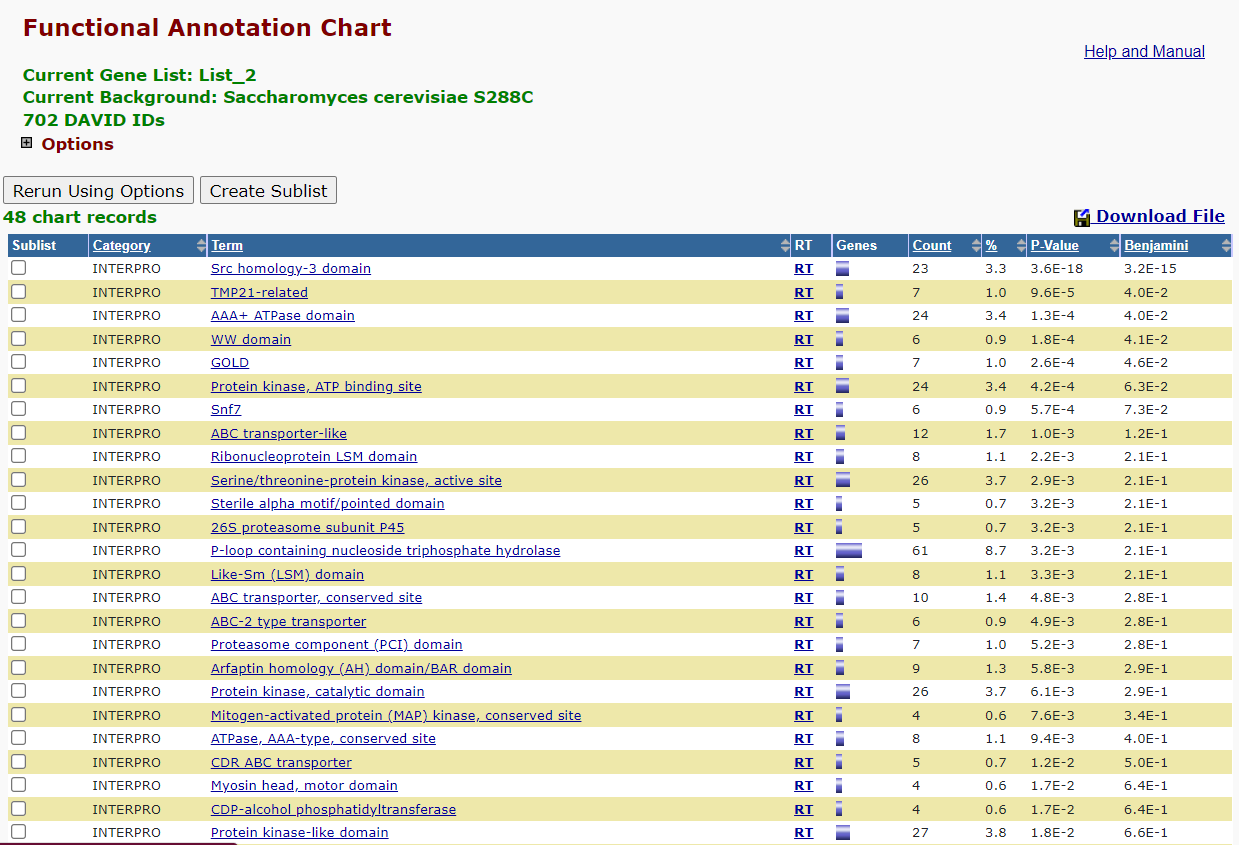 Functional Annotation Chart
Help and Manual
Current Gene List: List_2
Current Background: Saccharomyces cerevisiae S288C
702 DAVID IDs
Options
Rerun Using Options Create Sublist
48 chart records
Download File
Sublist Category Term RT Genes Count % P-Value Benjamini
INTERPRO Src homology-3 domain RT 23 3.3 3.6E-18 3.2E-15
INTERPRO TMP21-related RT 7 1.0 9.6E-5 4.0E-2
INTERPRO AAA+ ATPase domain RT 24 3.4 1.3E-4 4.0E-2
INTERPRO WW domain RT 6 0.9 1.8E-4 4.1E-2
INTERPRO GOLD RT 7 1.0 2.6E-4 4.6E-2
INTERPRO Protein kinase, ATP binding site RT 24 3.4 4.2E-4 6.3E-2
INTERPRO Snf7 RT 6 0.9 5.7E-4 7.3E-2
INTERPRO ABC transporter-like RT 12 1.7 1.0E-3 1.2E-1
INTERPRO Ribonucleoprotein LSM domain RT 8 1.1 2.2E-3 2.1E-1
INTERPRO Serine/threonine-protein kinase, active site RT 26 3.7 2.9E-3 2.1E-1
INTERPRO Sterile alpha motif/pointed domain RT 5 0.7 3.2E-3 2.1E-1
INTERPRO 26S proteasome subunit P45 RT 5 0.7 3.2E-3 2.1E-1
INTERPRO P-loop containing nucleoside triphosphate hydrolase RT 61 8.7 3.2E-3 2.1E-1
INTERPRO Like-Sm (LSM) domain RT 8 1.1 3.3E-3 2.1E-1
INTERPRO ABC transporter, conserved site RT 10 1.4 4.8E-3 2.8E-1
INTERPRO ABC-2 type transporter RT 6 0.9 4.9E-3 2.8E-1
INTERPRO Proteasome component (PCI) domain RT 7 1.0 5.2E-3 2.8E-1
INTERPRO Arfaptin homology (AH) domain/BAR domain RT 9 1.3 5.8E-3 2.9E-1
INTERPRO Protein kinase, catalytic domain RT 26 3.7 6.1E-3 2.9E-1
INTERPRO Mitogen-activated protein (MAP) kinase, conserved site RT 4 0.6 7.6E-3 3.4E-1
INTERPRO ATPase, AAA-type, conserved site RT 8 1.1 9.4E-3 4.0E-1
INTERPRO CDR ABC transporter RT 5 0.7 1.2E-2 5.0E-1
INTERPRO Myosin head, motor domain RT 4 0.6 1.7E-2 6.4E-1
INTERPRO CDP-alcohol phosphatidyltransferase RT 4 0.6 1.7E-2 6.4E-1
INTERPRO Protein kinase-like domain RT 27 3.8 1.8E-2 6.6E-1